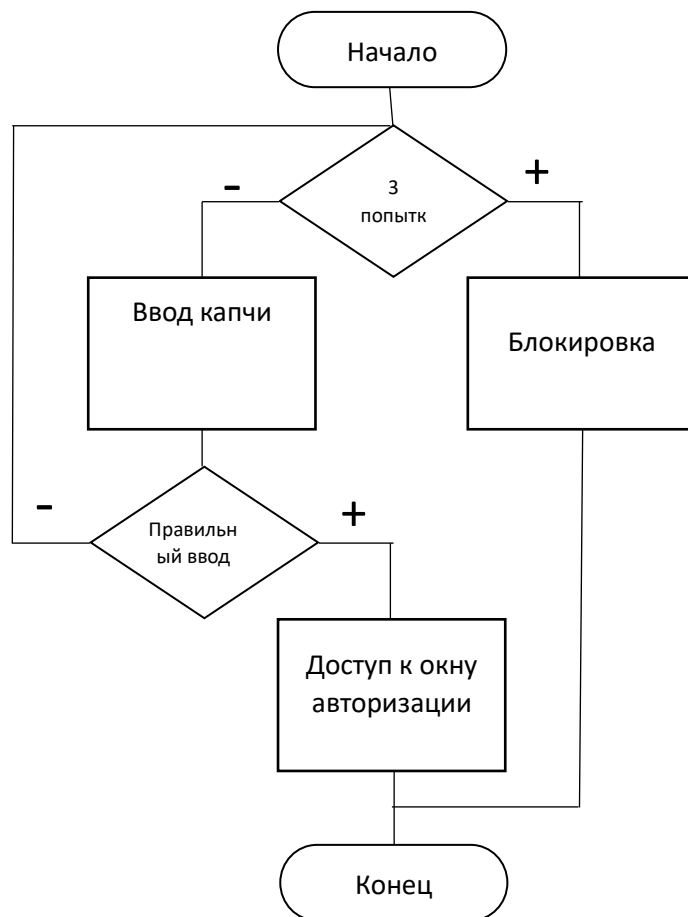 Начало
-
+
3
попытк
Ввод капчи
Блокировка
-
+
Правильн
ый ввод
Доступ к окну
авторизации
Конец